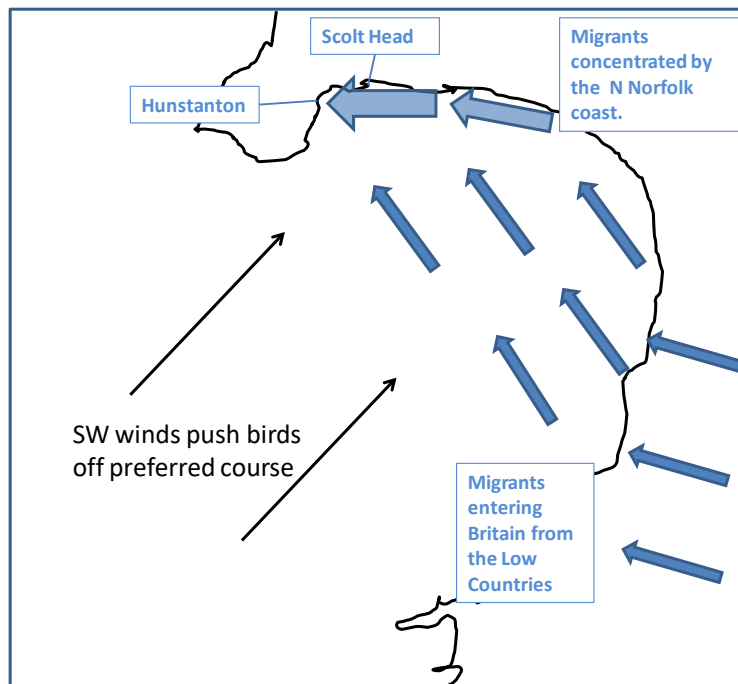 Scolt Head
Hunstanton
Migrants
concentrated by
the N Norfolk
coast.
SW winds push birds
off preferred course
Migrants
entering
Britain from
the Low
Countries